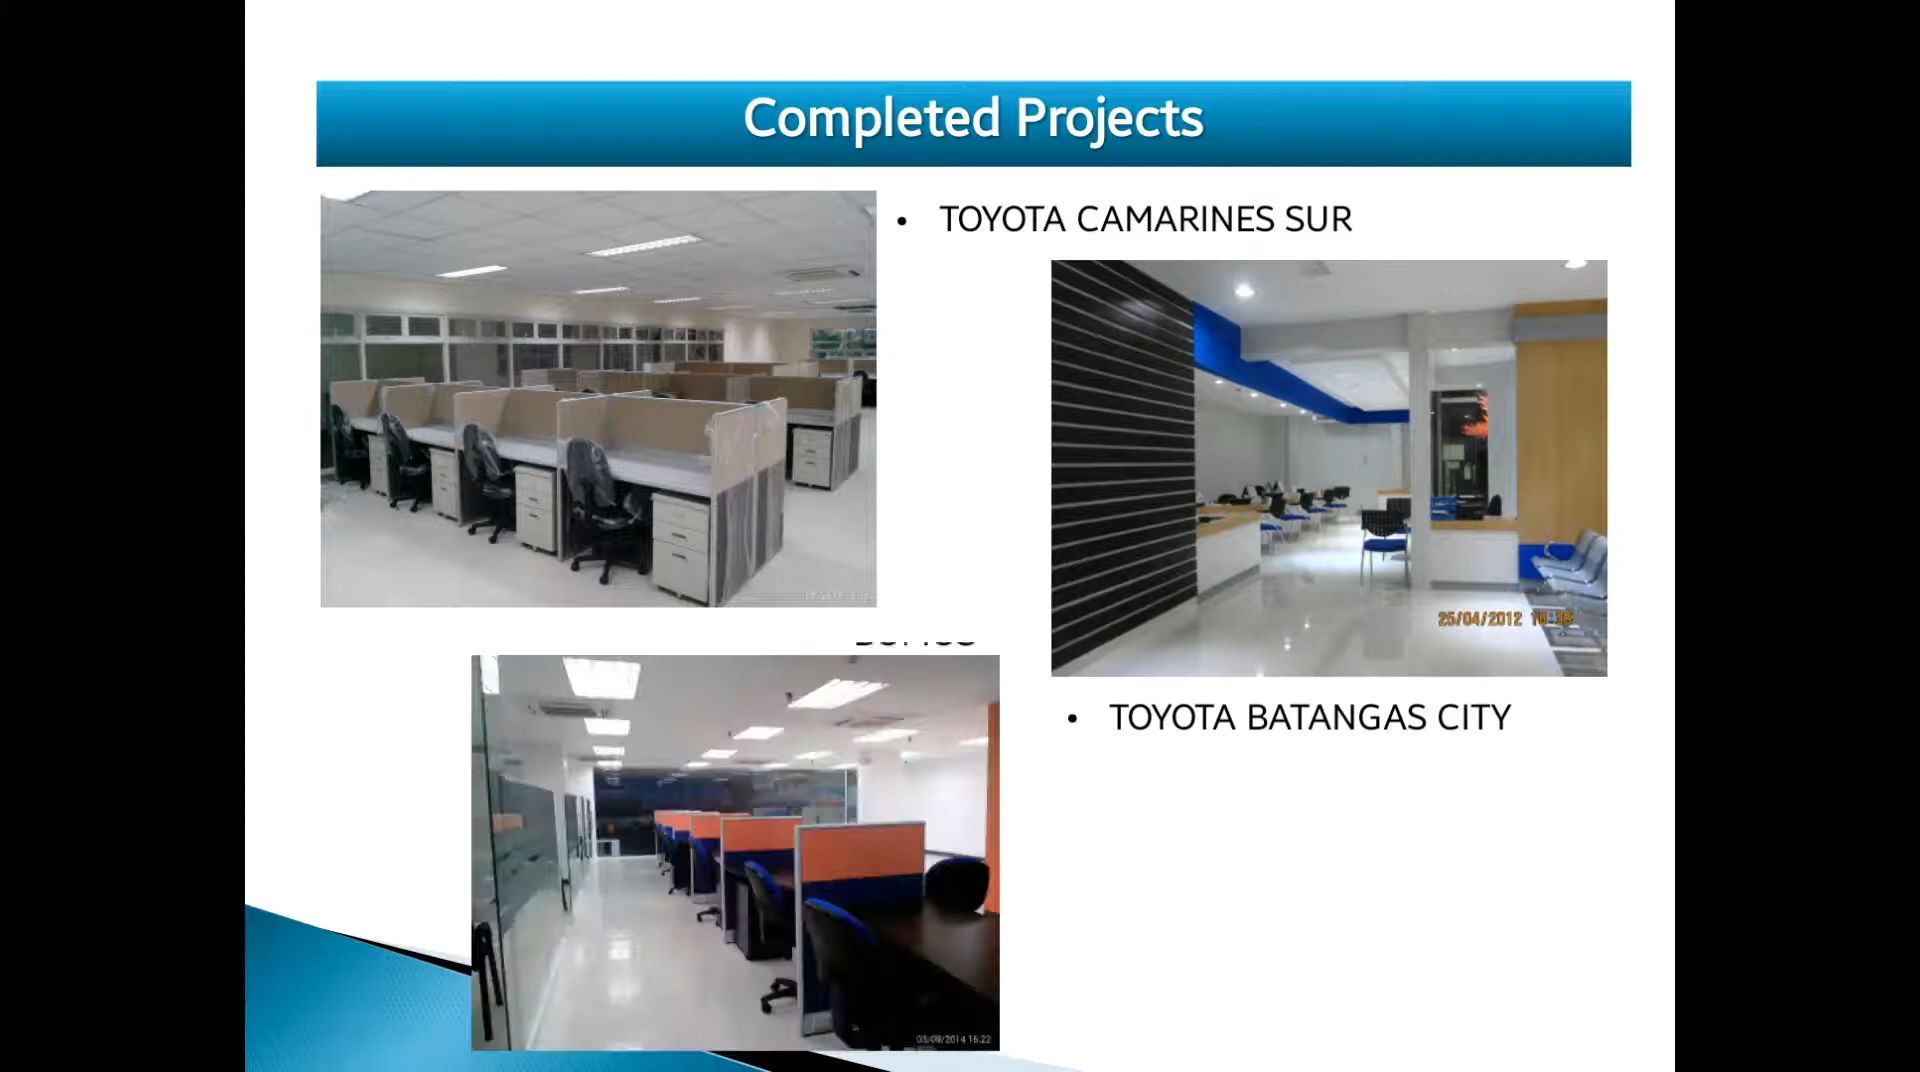 Completed Projects
• TOYOTA CAMARINES SUR
25/04/2012
• TOYOTA BATANGAS CITY
03/09/2014 16:22